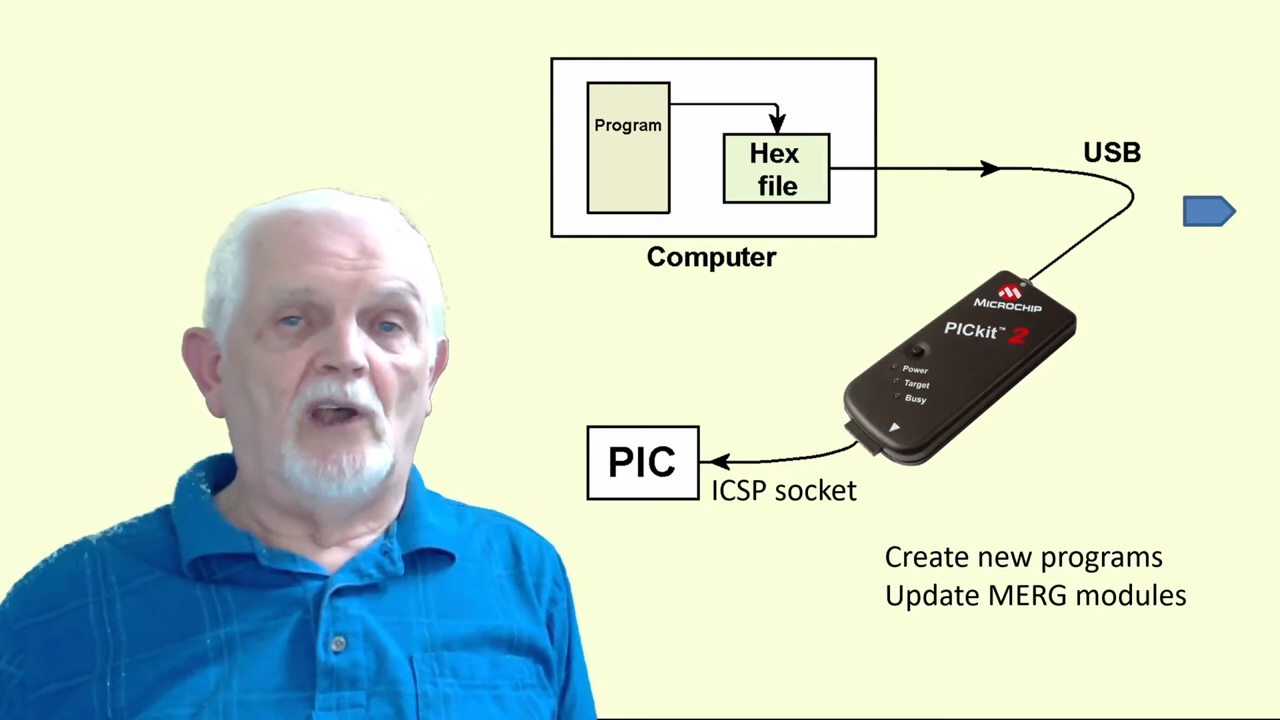 Program
Hex
file
USB
Computer
MICROCHIP
PICkit™ 2
Power
Target
Busy
PIC
ICSP socket
Create new programs
Update MERG modules